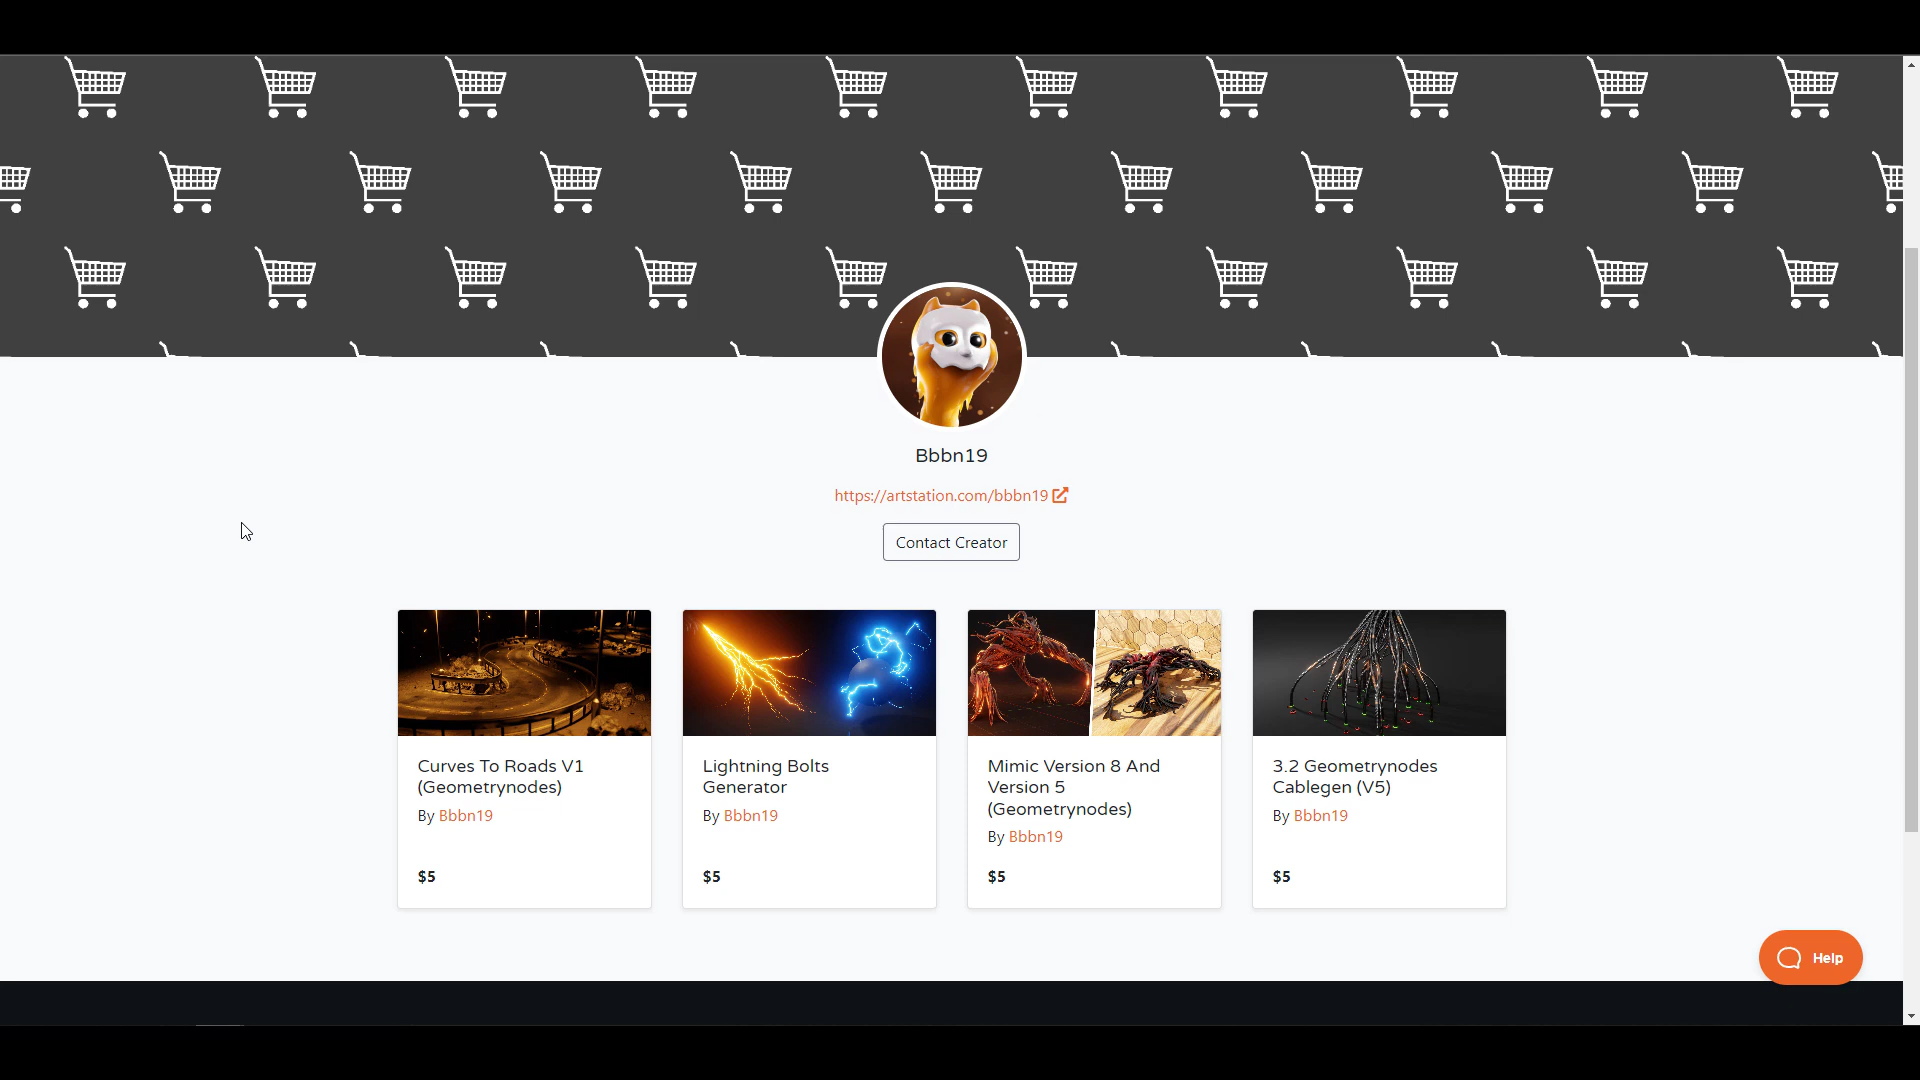 Bbbn19
https://artstation.com/bbbn19
Contact Creator
Curves To Roads V1
(Geometrynodes)
By Bbbn19
$5
Lightning Bolts
Generator
By Bbbn19
$5
Mimic Version 8 And
Version 5
(Geometrynodes)
By Bbbn19
$5
3.2 Geometrynodes
Cablegen (V5)
By Bbbn19
$5
Help